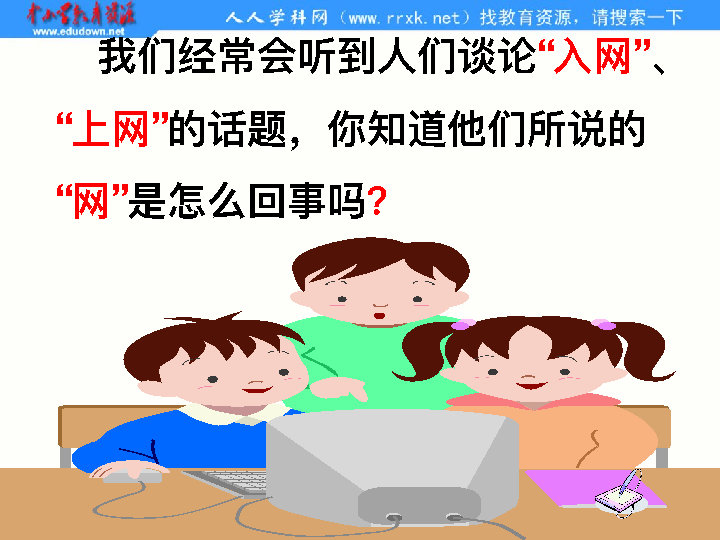 中小学教育资源
www.edudown.net
人人学科网（www.rrxk.net）找教育资源，请搜索一下
我们经常会听到人们谈论“入网”、
“上网”的话题，你知道他们所说的
“网”是怎么回事吗?